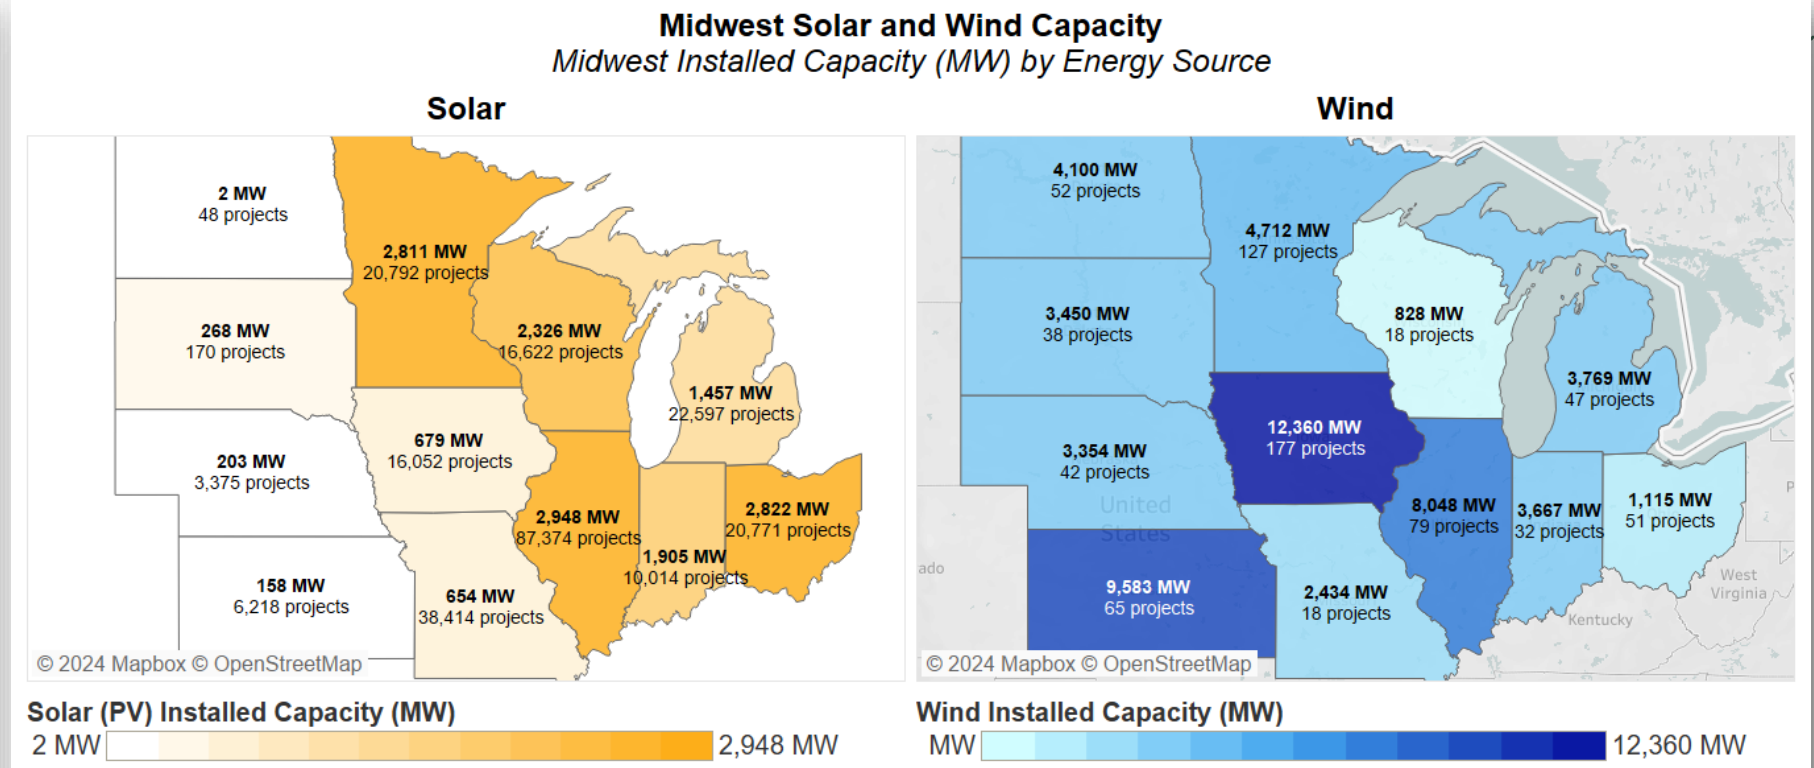 Midwest Solar and Wind Capacity
Midwest Installed Capacity (MW) by Energy Source
Solar
2 MW
48 projects
2,811 MW
20,792 projects
268 MW
170 projects
2,326 MW
16,622 projects
1,457 MW
22,597 projects
679 MW
16,052 projects
203 MW
3,375 projects
2,948 MW
87,374 projects
2,822 MW
20,771 projects
1,905 MW
10,014 projects
158 MW
6,218 projects
654 MW
38,414 projects
© 2024 Mapbox © OpenStreetMap
Solar (PV) Installed Capacity (MW)
2 MW
2,948 MW
Wind
4,100 MW
52 projects
4,712 MW
127 projects
3,450 MW
38 projects
828 MW
18 projects
3,769 MW
47 projects
12,360 MW
177 projects
3,354 MW
42 projects
United
States
8,048 MW
79 projects
3,667 MW
32 projects
1,115 MW
51 projects
ado
9,583 MW
65 projects
2,434 MW
18 projects
West
Virginia
Kentucky
P
© 2024 Mapbox © OpenStreetMap
Wind Installed Capacity (MW)
MW
12,360 MW